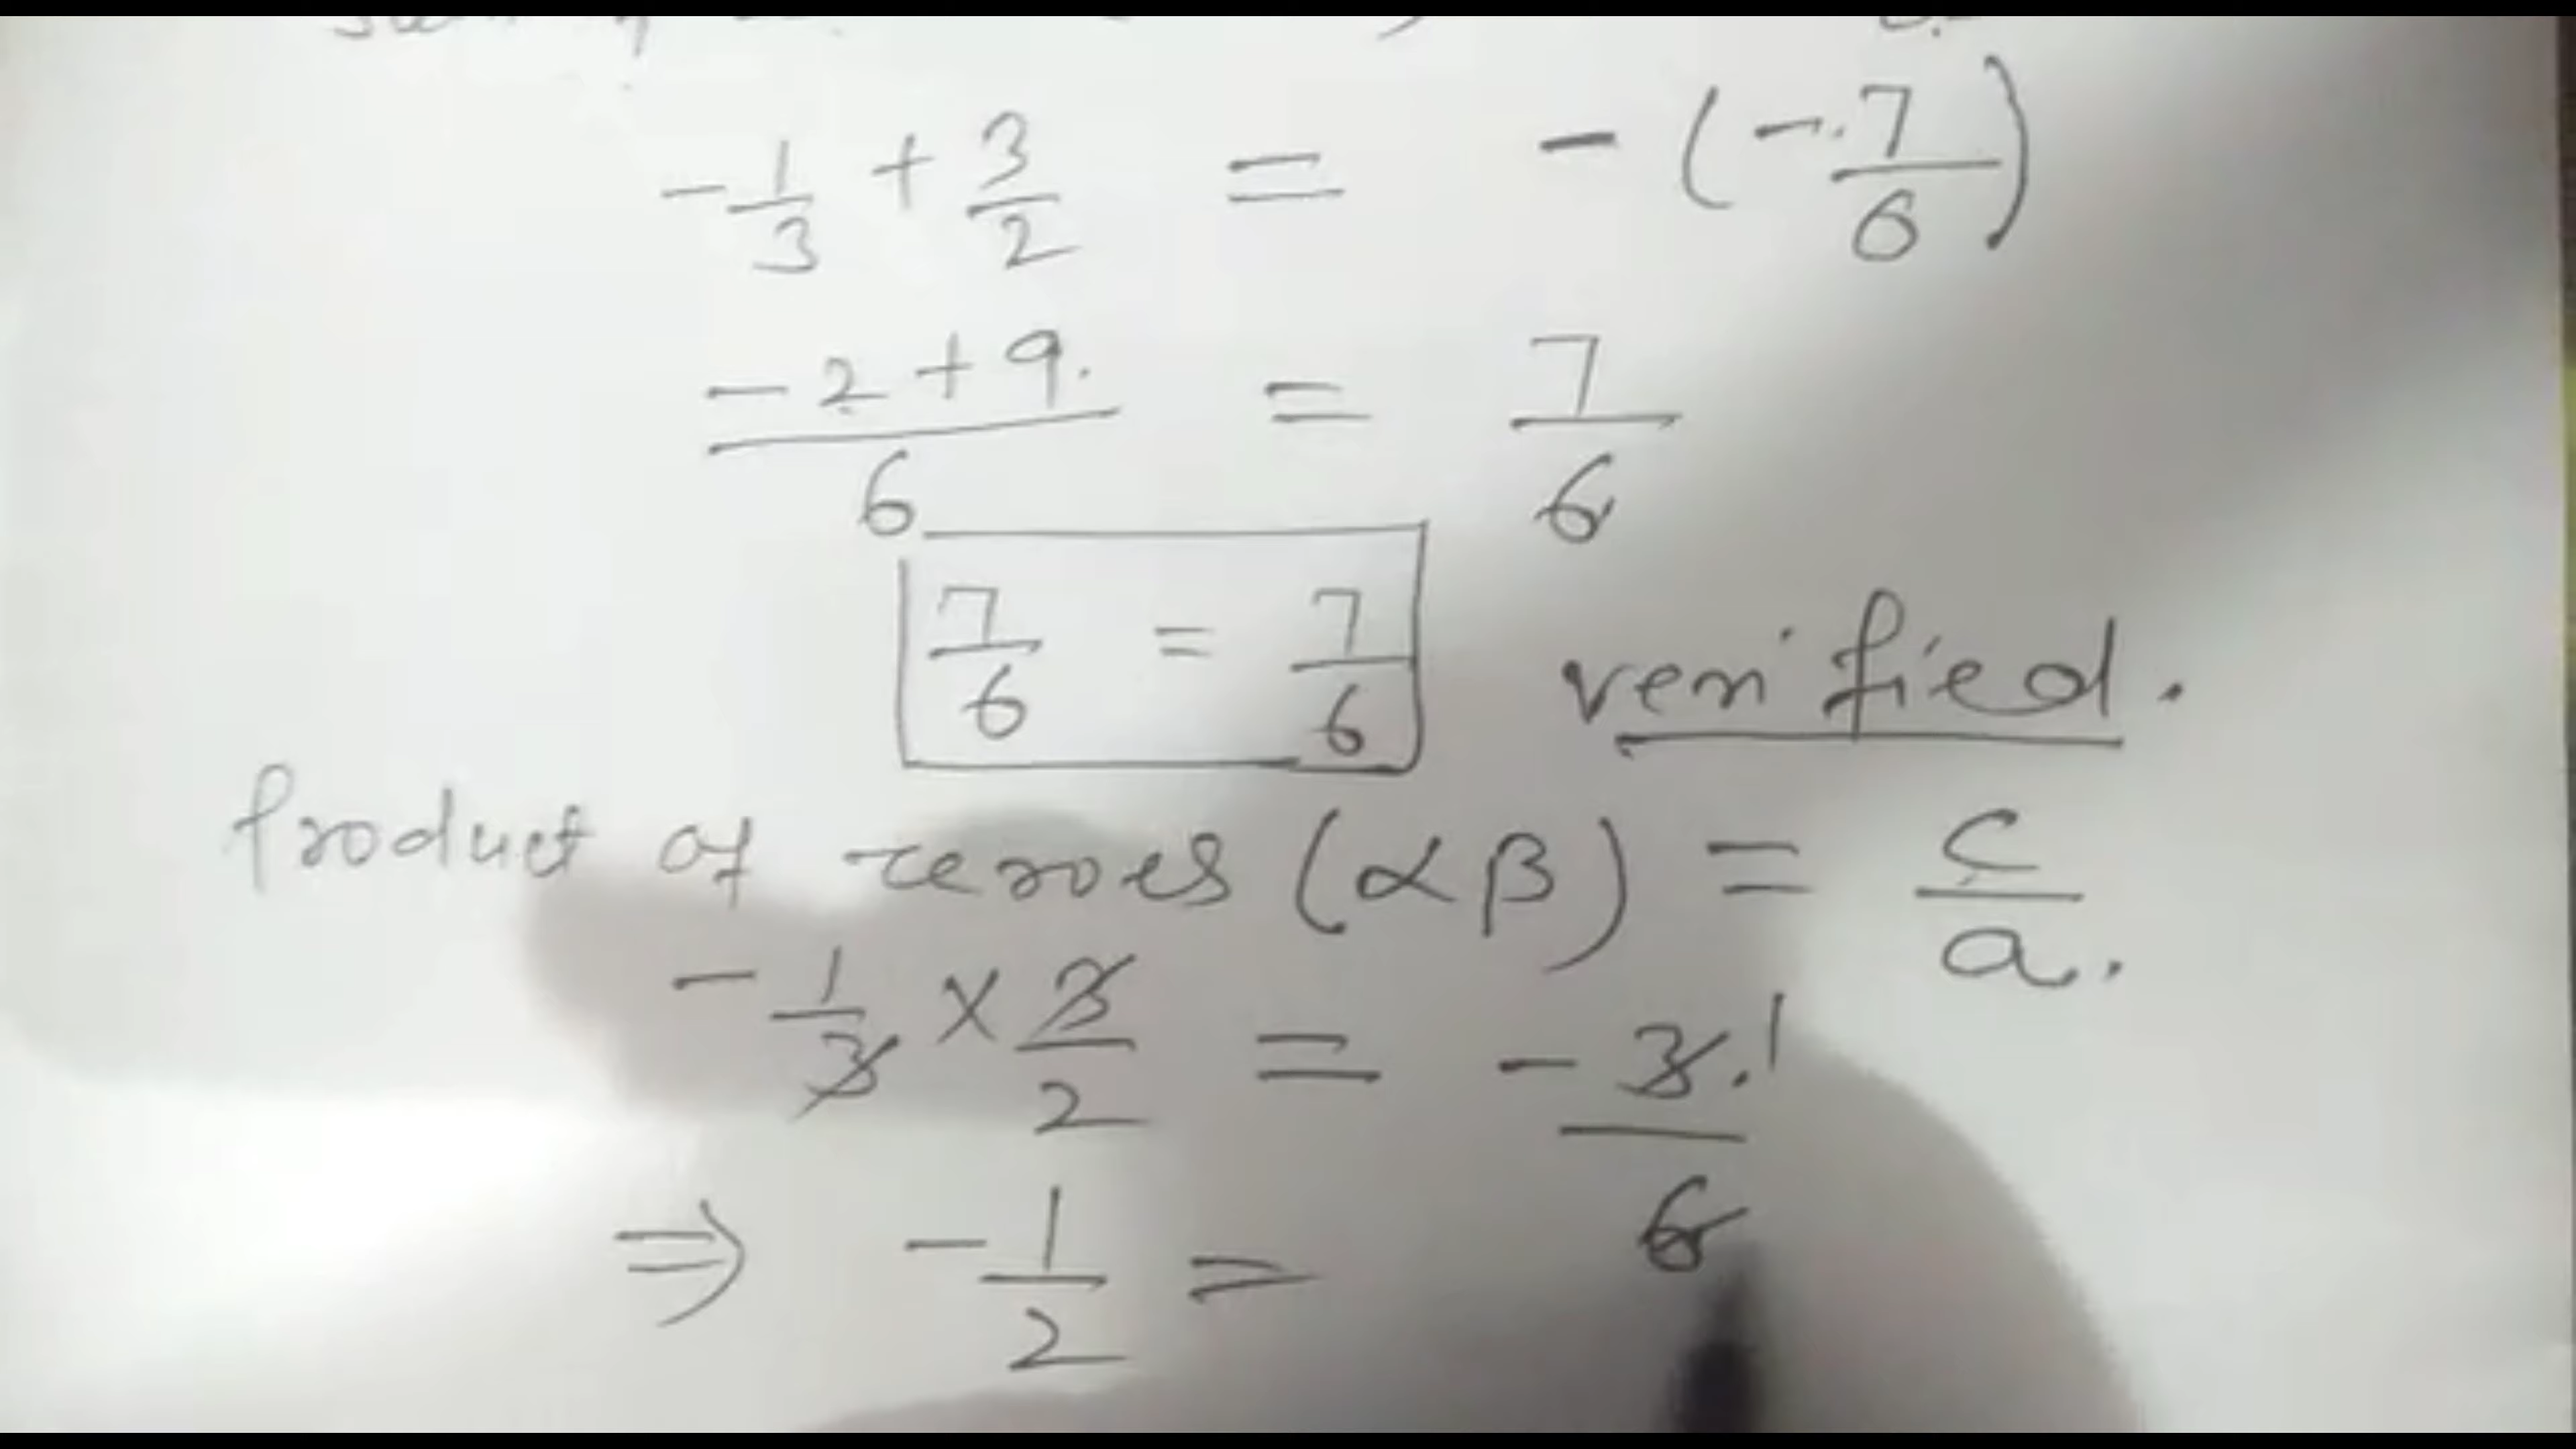 -1/3 + 3/2 = -(-7/6)
-2+9./6 = 7/6
7/6 = 7/6 verified.
Product of zeroes (αβ) = c/a.
-1/3 × 3/2 = -3.1/6
⇒ -1/2 =